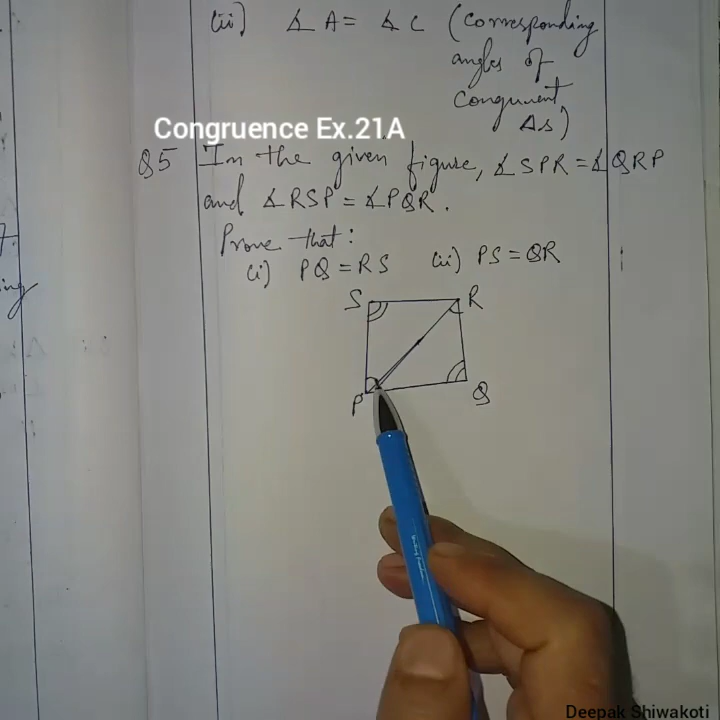 (ii) ∡ A = ∡ C (Corresponding
angles of
congruent
Δs)
Congruence Ex.21A
Q5 In the given figure, ∡SPR = ∡QRP
and ∡RSP = ∡PQR.
Prove that:
(i) PQ = RS (ii) PS = QR
S R
P Q
Deepak Shiwakoti